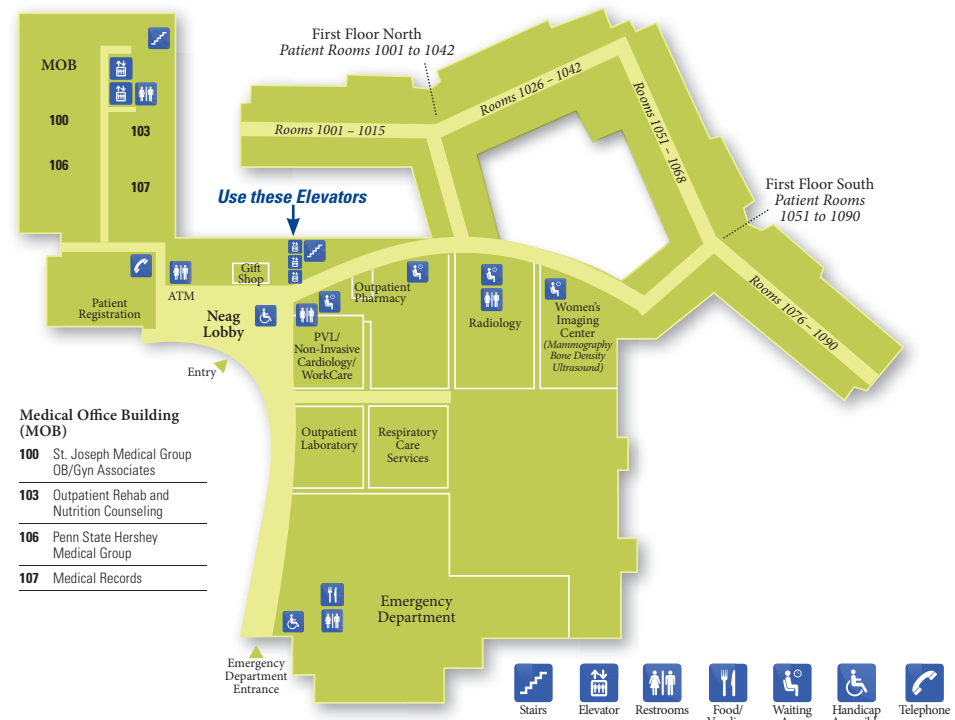 First Floor North
Patient Rooms 1001 to 1042
MOB
100
103
106
107
Rooms 1001 – 1015
Rooms 1026 – 1042
Rooms 1051 – 1068
First Floor South
Patient Rooms
1051 to 1090
Rooms 1076 – 1090
Use these Elevators
Gift
Shop
ATM
Patient
Registration
Neag
Lobby
Entry
Outpatient
Pharmacy
PVL/
Non-Invasive
Cardiology/
WorkCare
Radiology
Women's
Imaging
Center
(Mammography
Bone Density
Ultrasound)
Outpatient
Laboratory
Respiratory
Care
Services
Medical Office Building
(MOB)
100 St. Joseph Medical Group
OB/Gyn Associates
103 Outpatient Rehab and
Nutrition Counseling
106 Penn State Hershey
Medical Group
107 Medical Records
Emergency
Department
Emergency
Department
Entrance
Stairs
Elevator
Restrooms
Food/
Waiting
Handicap
Telephone